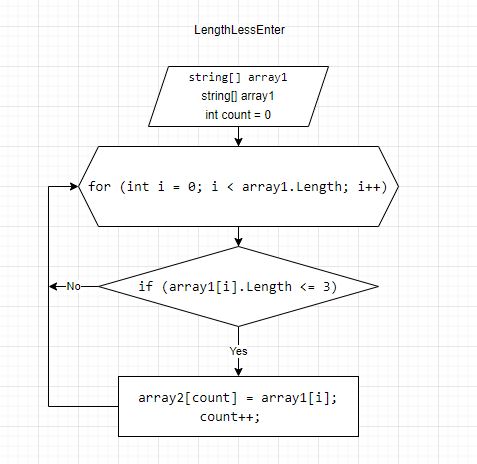 LengthLessEnter
string[] array1
string[] array1
int count = 0
for (int i = 0; i < array1.Length; i++)
if (array1[i].Length <= 3)
No
Yes
array2[count] = array1[i];
count++;